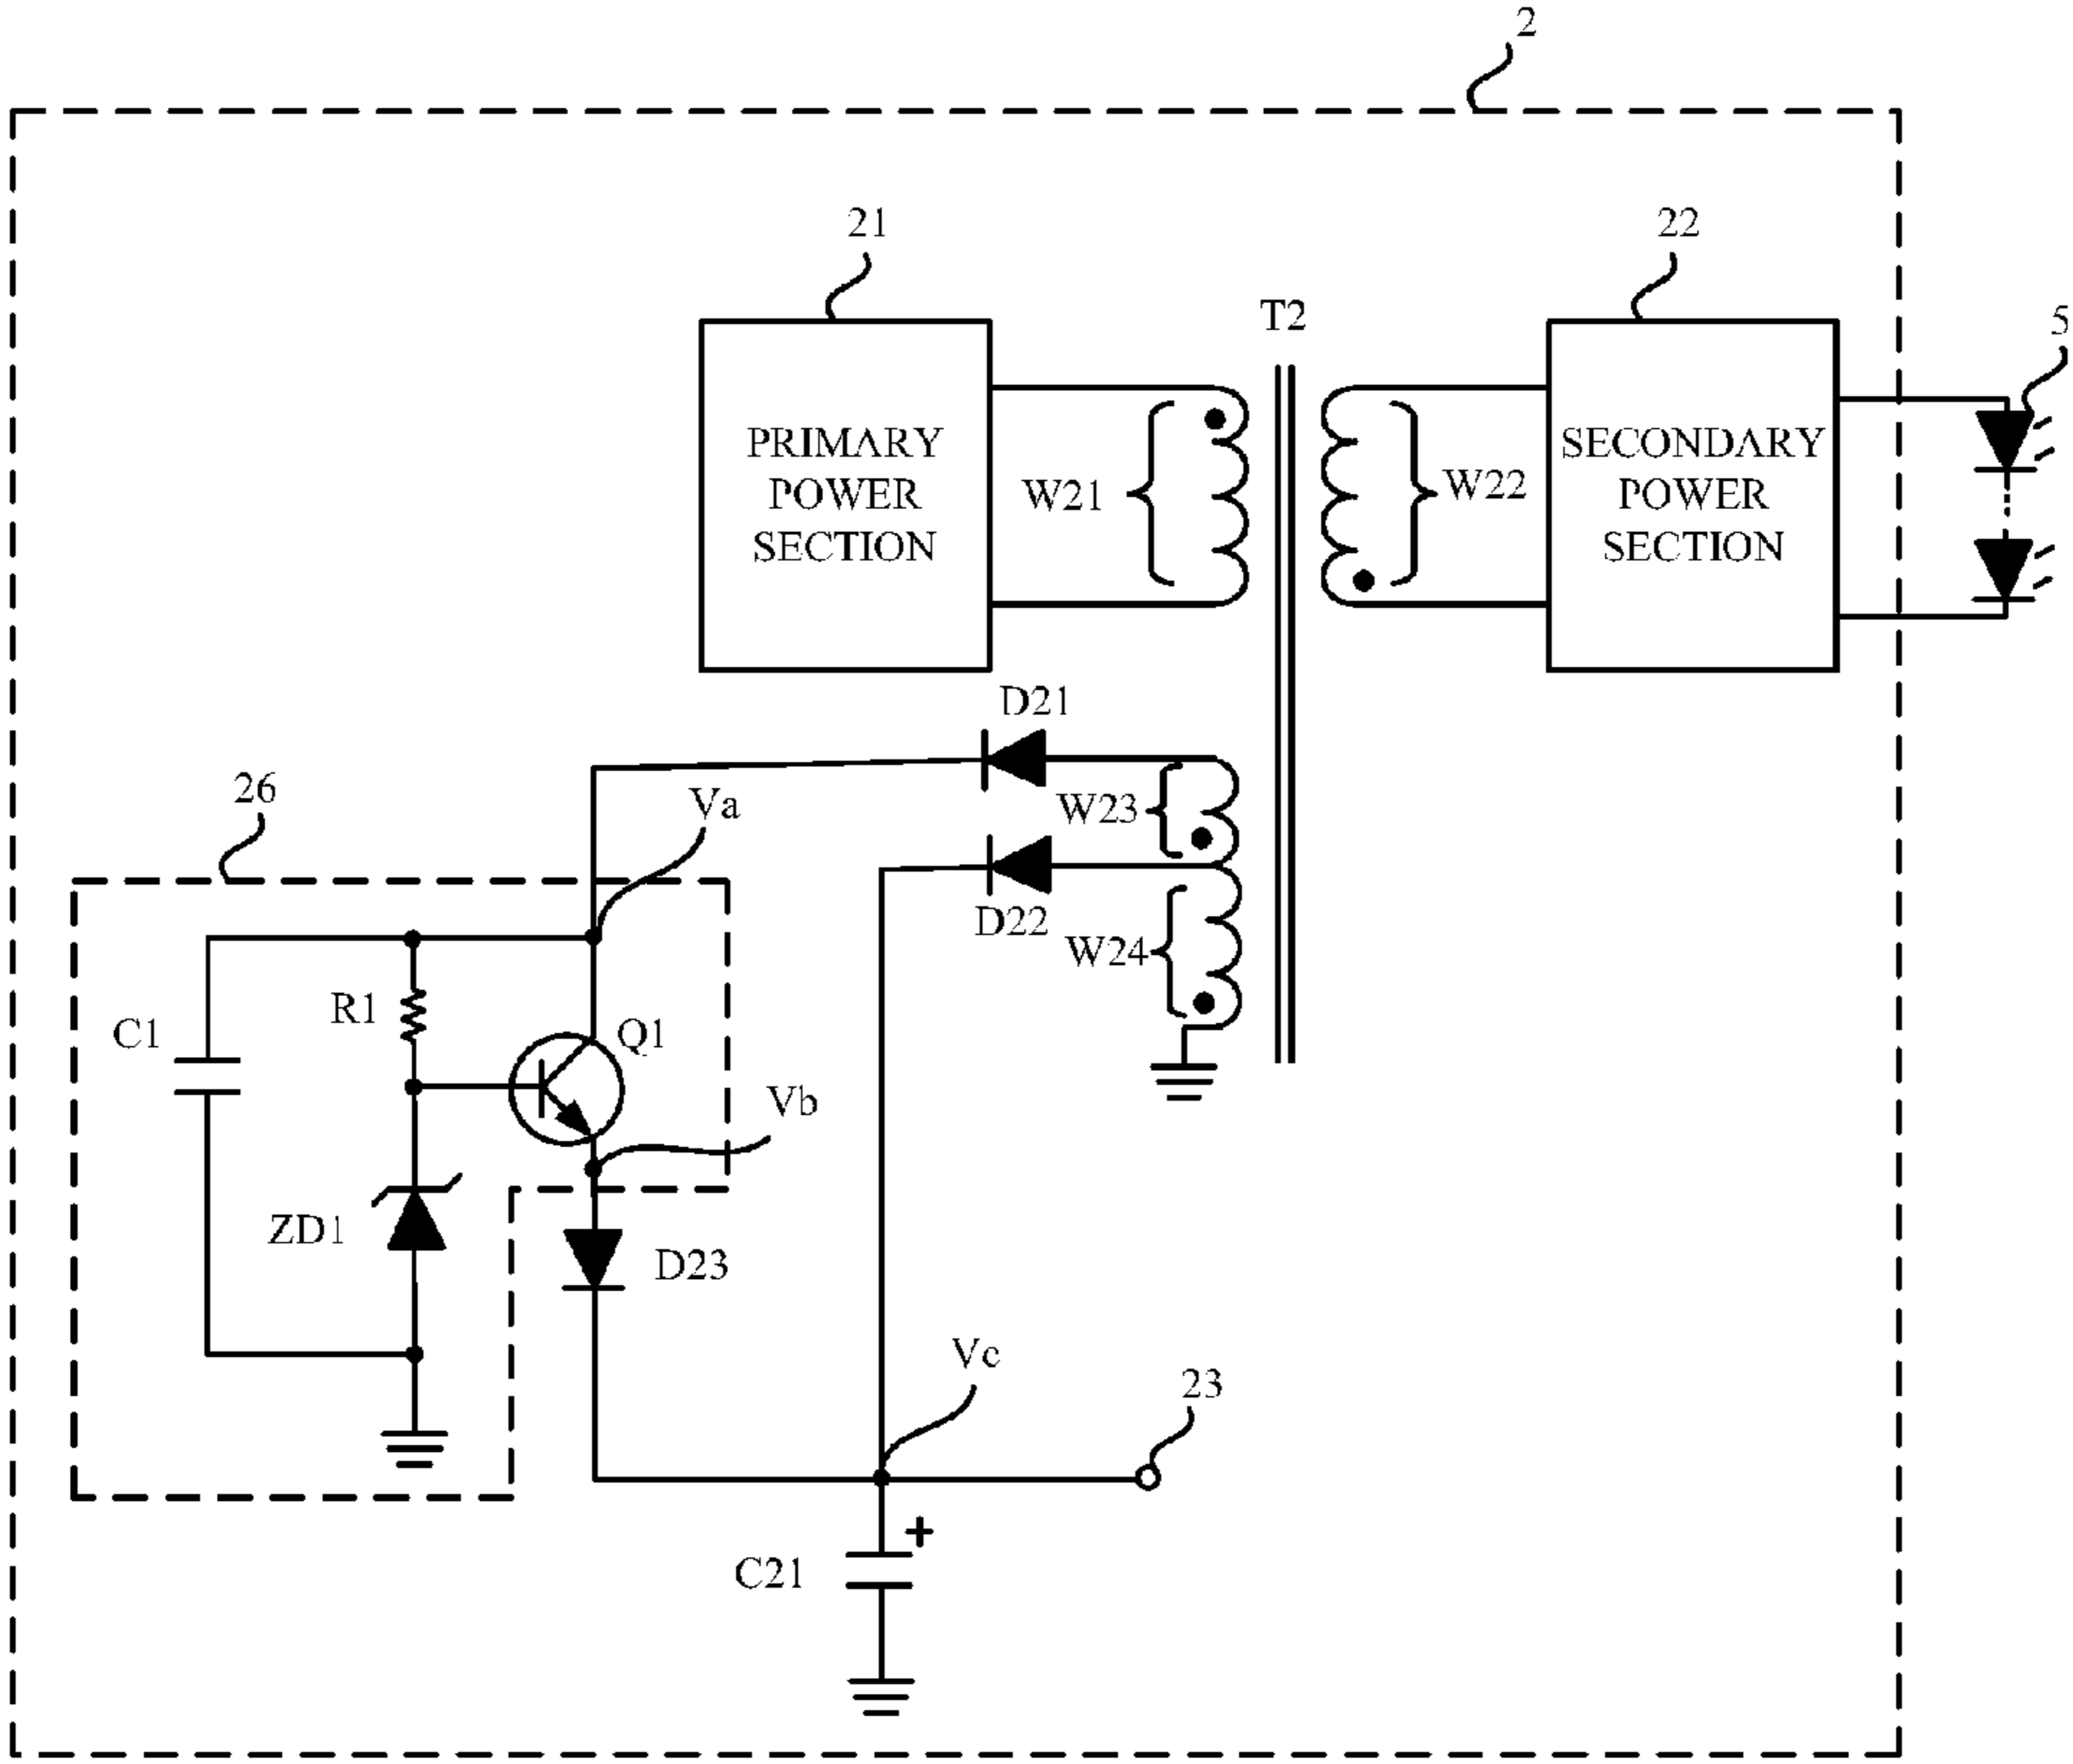 2
21
22
T2
5
PRIMARY
POWER
SECTION
W21
W22
SECONDARY
POWER
SECTION
D21
26
Va
W23
D22
W24
R1
C1
Q1
Vb
ZD1
D23
Vc
23
+
C21